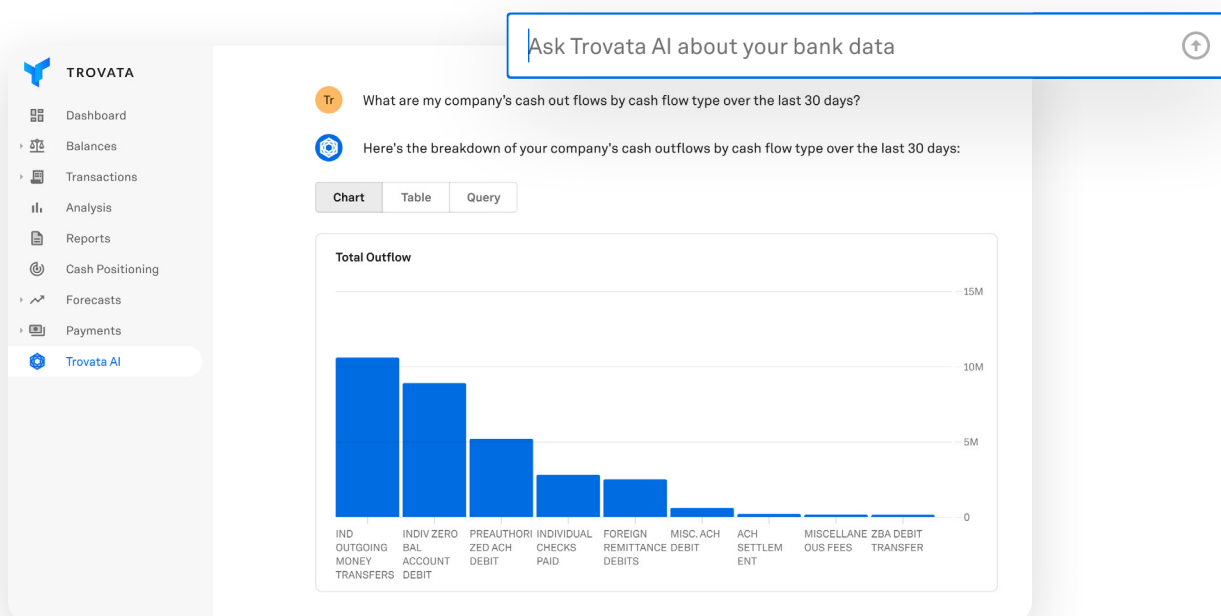 Ask Trovata AI about your bank data
TROVATA
Dashboard
Balances
Transactions
Analysis
Reports
Cash Positioning
Forecasts
Payments
Trovata AI
Tr
What are my company's cash out flows by cash flow type over the last 30 days?
Here's the breakdown of your company's cash outflows by cash flow type over the last 30 days:
Chart
Table
Query
Total Outflow
15M
10M
5M
0
IND
OUTGOING
MONEY
TRANSFERS
INDIV ZERO
BAL
ACCOUNT
DEBIT
PREAUTHORI
ZED ACH
DEBIT
INDIVIDUAL
CHECKS
PAID
FOREIGN
REMITTANCE
DEBITS
MISC. ACH
DEBIT
ACH
SETTLEM
ENT
MISCELLANE
OUS FEES
ZBA DEBIT
TRANSFER